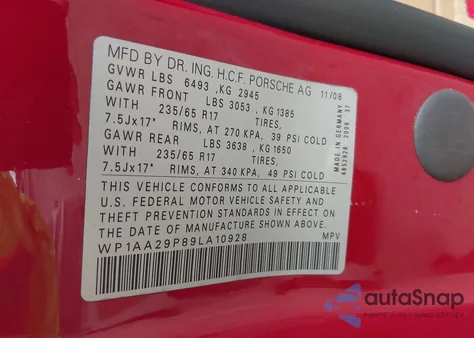 MFD BY DR. ING. H.C.F. PORSCHE AG 11/08
GVWR LBS 6493 ,KG 2945
GAWR FRONT LBS 3053 ,KG 1385
WITH 235/65 R17 TIRES,
7.5Jx17" RIMS, AT 270 KPA, 39 PSI COLD
GAWR REAR LBS 3638 ,KG 1650
WITH 235/65 R17 TIRES,
7.5Jx17" RIMS, AT 340 KPA, 49 PSI COLD
THIS VEHICLE CONFORMS TO ALL APPLICABLE
U.S. FEDERAL MOTOR VEHICLE SAFETY AND
THEFT PREVENTION STANDARDS IN EFFECT ON
THE DATE OF MANUFACTURE SHOWN ABOVE.
WP1AA29P89LA10928 MPV
MADE IN GERMANY
4852928 2008 37
autoSnap